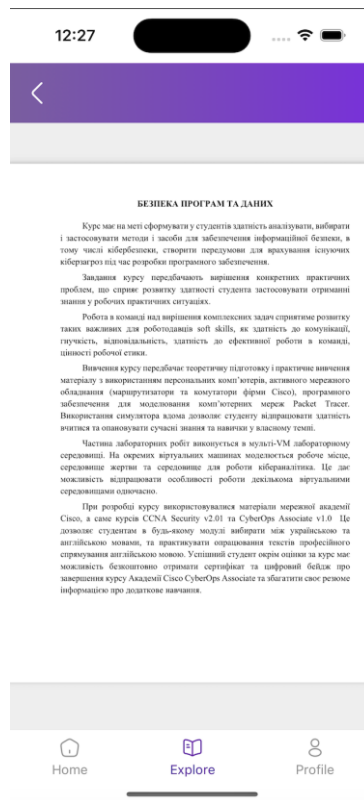 12:27
БЕЗПЕКА ПРОГРАМ ТА ДАНИХ
Курс має на меті сформувати у студентів здатність аналізувати, вибирати
і застосовувати методи і засоби для забезпечення інформаційної безпеки, в
тому числі кібербезпеки, створити передумови для врахування існуючих
кіберзагроз під час розробки програмного забезпечення.
Завдання курсу передбачають вирішення конкретних практичних
проблем, що сприяє розвитку здатності студента застосовувати отриманні
знання у робочих практичних ситуаціях.
Робота в команді над вирішення комплексних задач сприятиме розвитку
таких важливих для роботодавців soft skills, як здатність до комунікації,
гнучкість, відповідальність, здатність до ефективної роботи в команді,
цінності робочої етики.
Вивчення курсу передбачає теоретичну підготовку і практичне вивчення
матеріалу з використанням персональних комп’ютерів, активного мережного
обладнання (маршрутизатори та комутатори фірми Cisco), програмного
забезпечення для моделювання комп’ютерних мереж Packet Tracer.
Використання симулятора вдома дозволяє студенту відпрацювати здатність
вчитися та опановувати сучасні знання та навички у власному темпі.
Частина лабораторних робіт виконується в мульти-VM лабораторному
середовищі. На окремих віртуальних машинах моделюється робоче місце,
середовище жертви та середовище для роботи кібераналітика. Це дає
можливість відпрацювати особливості роботи декількома віртуальними
середовищами одночасно.
При розробці курсу використовувалися матеріали мережної академії
Cisco, а саме курсів CCNA Security v2.01 та CyberOps Associate v1.0 Це
дозволяє студентам в будь-якому модулі вибирати між українською та
англійською мовами, та практикувати опрацювання текстів професійного
спрямування англійською мовою. Успішний студент окрім оцінки за курс має
можливість безкоштовно отримати сертифікат та цифровий бейдж про
завершення курсу Академії Cisco CyberOps Associate та збагатити своє резюме
інформацією про додаткове навчання.
Home Explore Profile